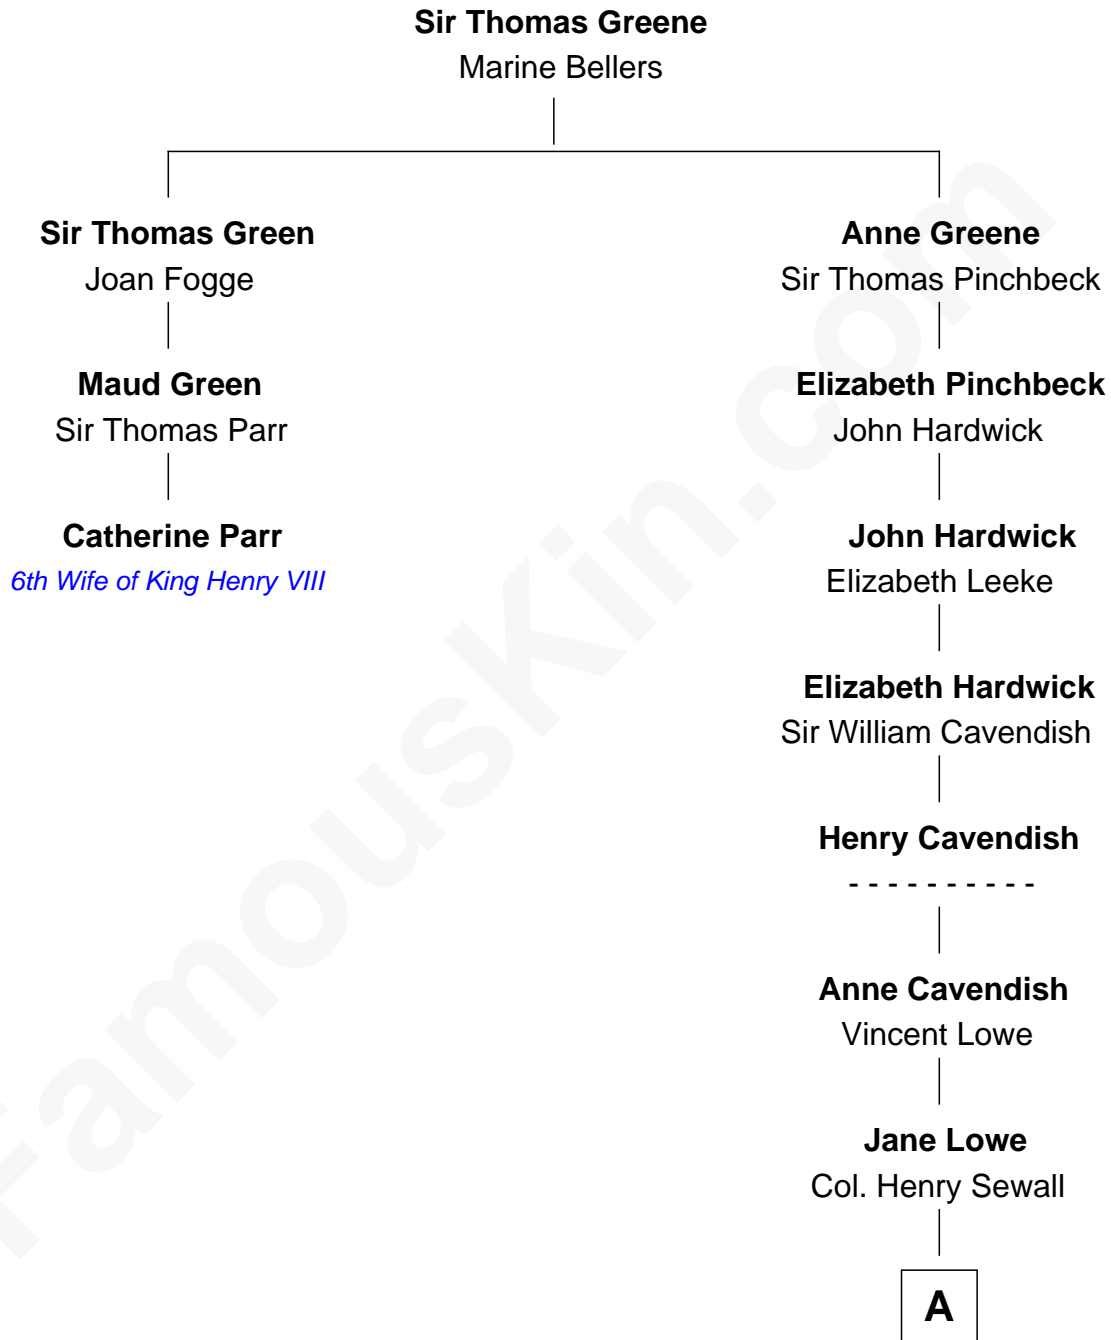 Sir Thomas Greene
Marine Bellers
Sir Thomas Green
Joan Fogge
Anne Greene
Sir Thomas Pinchbeck
Maud Green
Sir Thomas Parr
Elizabeth Pinchbeck
John Hardwick
Catherine Parr
6th Wife of King Henry VIII
John Hardwick
Elizabeth Leeke
Elizabeth Hardwick
Sir William Cavendish
Henry Cavendish
- - - - - - - - - -
Anne Cavendish
Vincent Lowe
Jane Lowe
Col. Henry Sewall
A
FamousKin.com